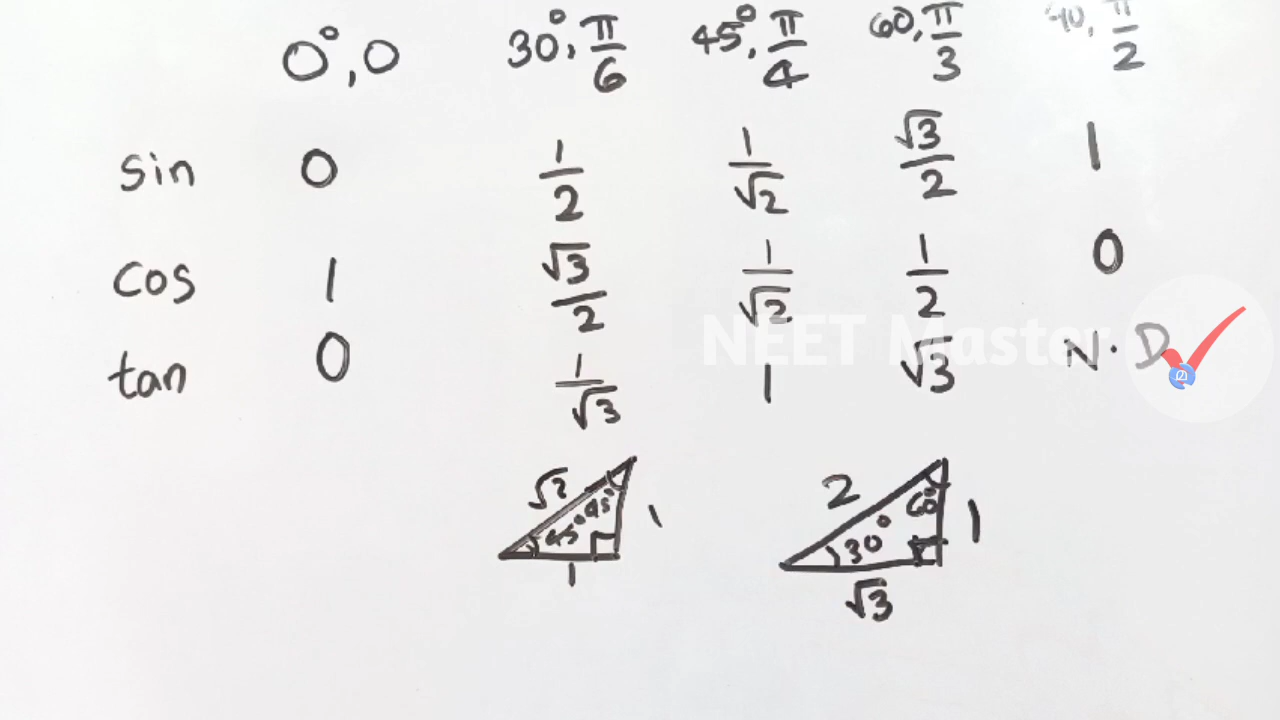 0°, 0 30°, π/6 45°, π/4 60, π/3 90, π/2
sin 0 1/2 1/√2 √3/2 1
cos 1 √3/2 1/√2 1/2 0
tan 0 1/√3 1 √3 N.D
NEET Master
√2 45° 45° 1
1
2 60° 30° 1
√3